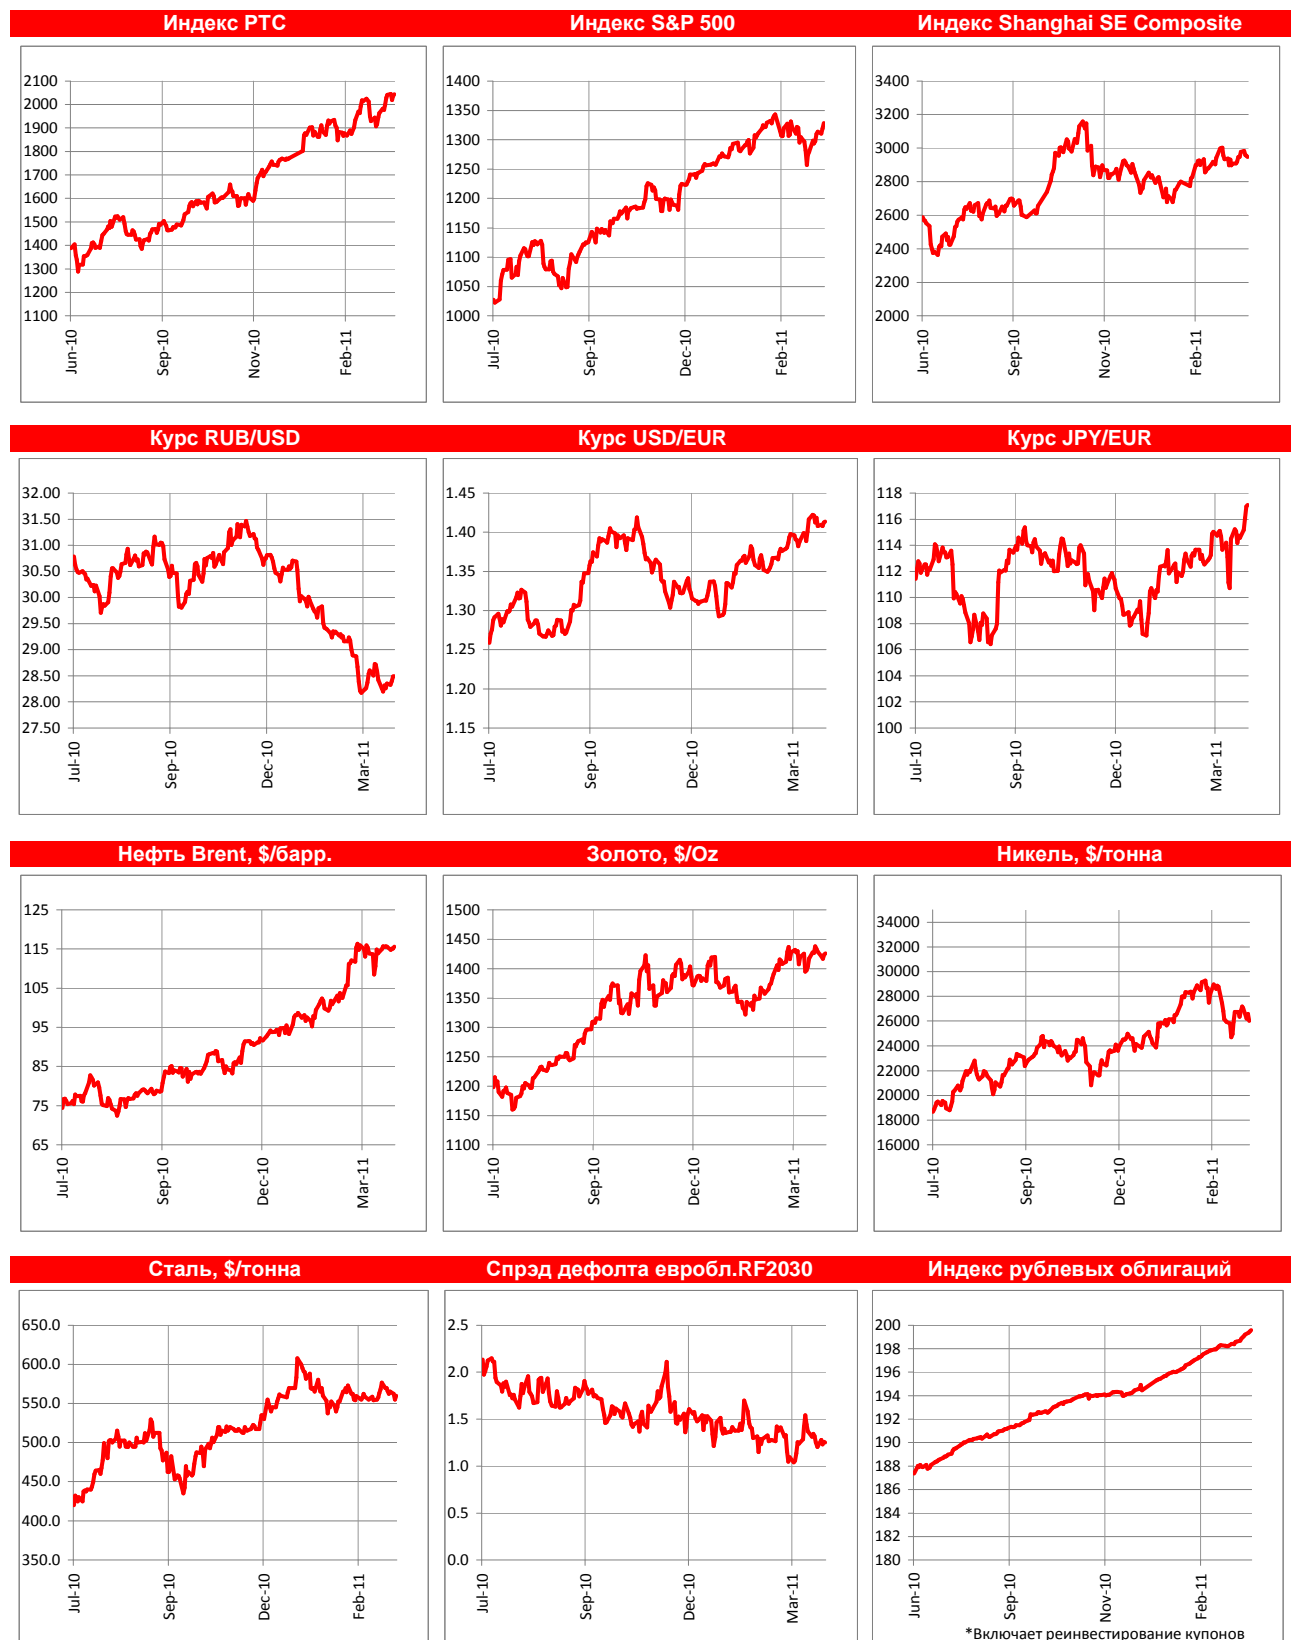 Индекс РТС
Индекс S&P 500
Индекс Shanghai SE Composite
2100
2000
1900
1800
1700
1600
1500
1400
1300
1200
1100
Jun-10
Sep-10
Nov-10
Feb-11
1400
1350
1300
1250
1200
1150
1100
1050
1000
Jul-10
Sep-10
Dec-10
Feb-11
3400
3200
3000
2800
2600
2400
2200
2000
Jun-10
Sep-10
Nov-10
Feb-11
Курс RUB/USD
Курс USD/EUR
Курс JPY/EUR
32.00
31.50
31.00
30.50
30.00
29.50
29.00
28.50
28.00
27.50
Jul-10
Sep-10
Dec-10
Mar-11
1.45
1.40
1.35
1.30
1.25
1.20
1.15
Jul-10
Sep-10
Dec-10
Mar-11
118
116
114
112
110
108
106
104
102
100
Jul-10
Sep-10
Dec-10
Mar-11
Нефть Brent, $/барр.
Золото, $/Oz
Никель, $/тонна
125
115
105
95
85
75
65
Jul-10
Sep-10
Dec-10
Mar-11
1500
1450
1400
1350
1300
1250
1200
1150
1100
Jul-10
Sep-10
Dec-10
Mar-11
34000
32000
30000
28000
26000
24000
22000
20000
18000
16000
Jul-10
Sep-10
Dec-10
Feb-11
Сталь, $/тонна
Спрэд дефолта евробл.RF2030
Индекс рублевых облигаций
650.0
600.0
550.0
500.0
450.0
400.0
350.0
Jul-10
Sep-10
Dec-10
Feb-11
2.5
2.0
1.5
1.0
0.5
0.0
Jul-10
Sep-10
Dec-10
Mar-11
200
198
196
194
192
190
188
186
184
182
180
Jun-10
Sep-10
Nov-10
Feb-11
*Включает реинвестирование купонов